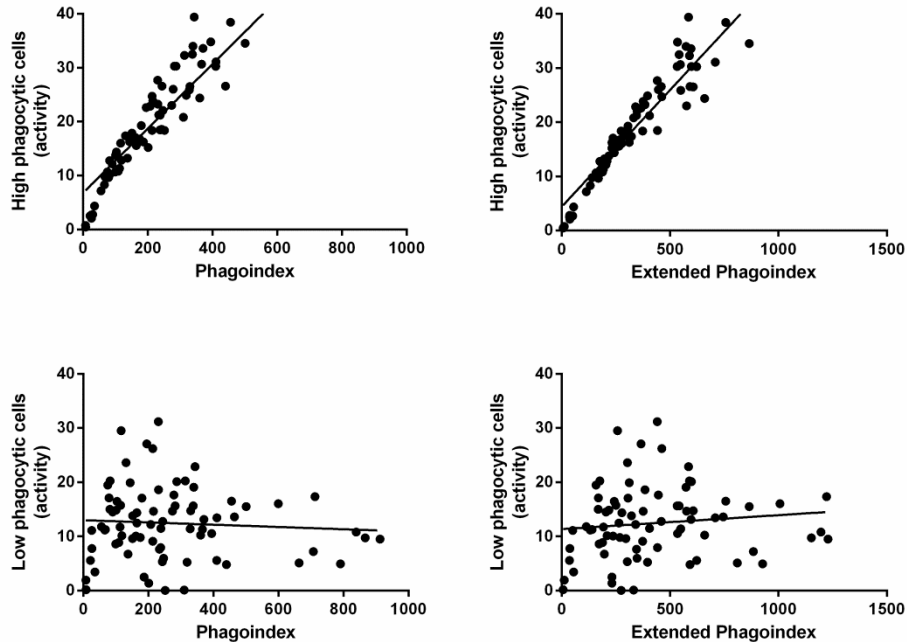 High phagocytic cells
(activity)
40
30
20
10
0
0 200 400 600 800 1000
Phagoindex
High phagocytic cells
(activity)
40
30
20
10
0
0 500 1000 1500
Extended Phagoindex
Low phagocytic cells
(activity)
40
30
20
10
0
0 200 400 600 800 1000
Phagoindex
Low phagocytic cells
(activity)
40
30
20
10
0
0 500 1000 1500
Extended Phagoindex